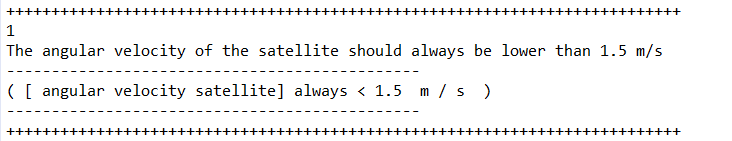 +++++++++++++++++++++++++++++++++++++++++++++++++++++++++++++++++++++++++++
1
The angular velocity of the satellite should always be lower than 1.5 m/s
----------------------------------------------
( [ angular velocity satellite] always < 1.5  m / s  )
----------------------------------------------
+++++++++++++++++++++++++++++++++++++++++++++++++++++++++++++++++++++++++++